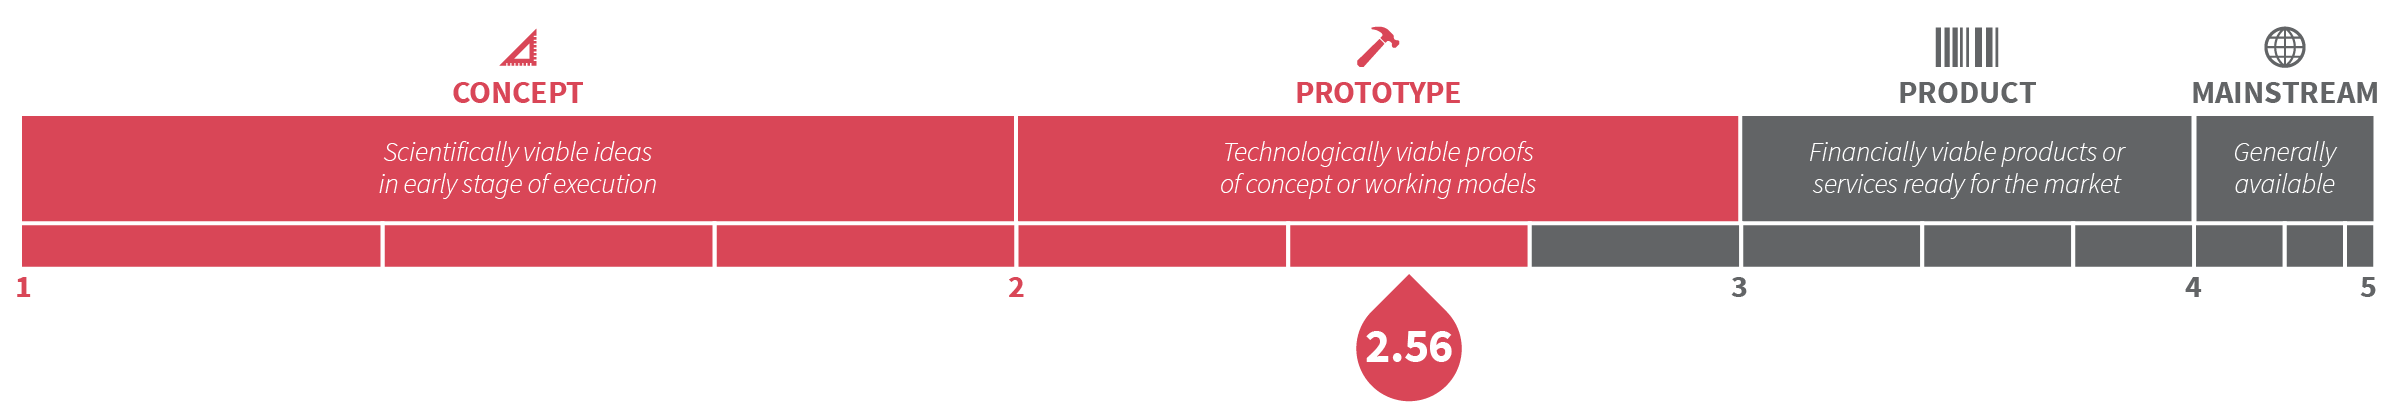 CONCEPT
PROTOTYPE
PRODUCT
MAINSTREAM
Scientifically viable ideas
in early stage of execution
Technologically viable proofs
of concept or working models
Financially viable products or
services ready for the market
Generally
available
1
2
3
4
5
2.56